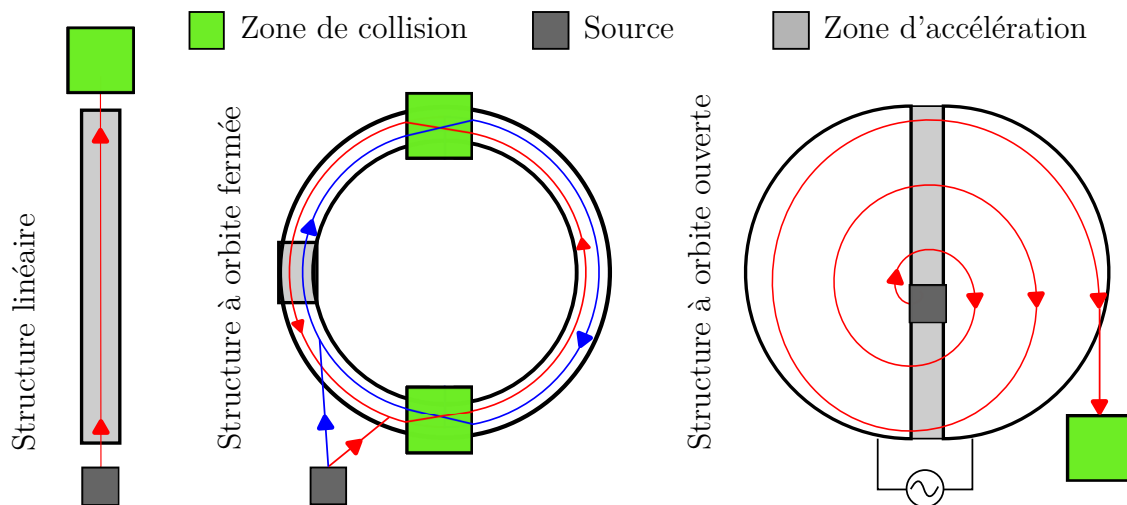 Zone de collision
Source
Zone d'accélération
Structure linéaire
Structure à orbite fermée
Structure à orbite ouverte